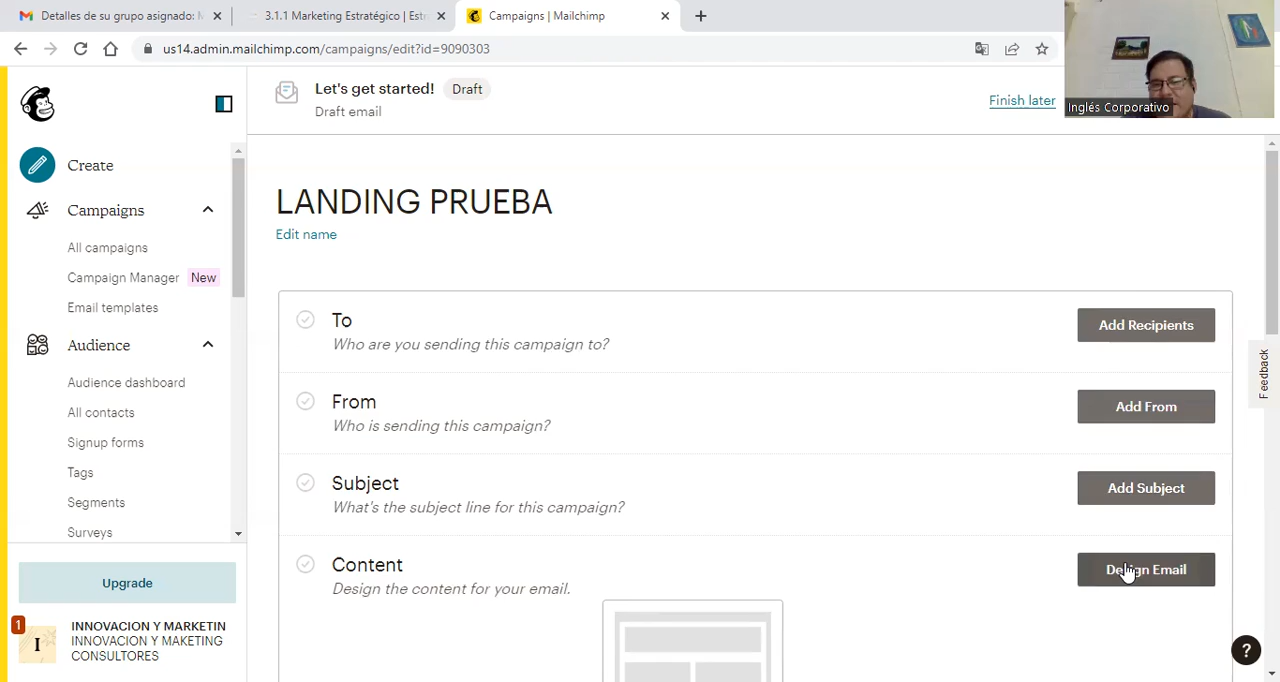 Detalles de su grupo asignado: M
3.1.1 Marketing Estratégico | Estr
Campaigns | Mailchimp
us14.admin.mailchimp.com/campaigns/edit?id=9090303
Let's get started!
Draft
Draft email
Finish later
Inglés Corporativo
Create
Campaigns
All campaigns
Campaign Manager
New
Email templates
Audience
Audience dashboard
All contacts
Signup forms
Tags
Segments
Surveys
Upgrade
1
I
INNOVACION Y MARKETIN
INNOVACION Y MAKETING
CONSULTORES
LANDING PRUEBA
Edit name
To
Who are you sending this campaign to?
Add Recipients
From
Who is sending this campaign?
Add From
Subject
What's the subject line for this campaign?
Add Subject
Content
Design the content for your email.
Design Email
Feedback
?